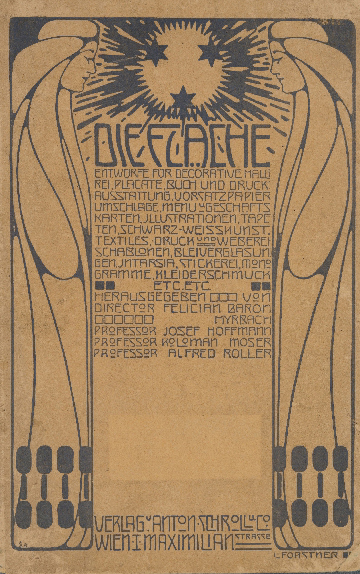 DIE FLÄCHE
ENTWÜRFE FÜR DECORATIVE MALE
REI, PLACATE, BUCH UND DRUCK
AUSSTATTUNG, VORSATZPAPIER
UMSCHLÄGE, MENU u GESCHÄFTS
KARTEN, ILLUSTRATIONEN, TAPE
TEN, SCHWARZ-WEISSKUNST,
TEXTILES, DRUCK UND WEBEREI
SCHABLONEN, BLEIVERGLASUN
GEN, INTARSIA, STICKEREI, MONO
GRAMME, KLEIDERSCHMUCK
ETC. ETC.
HERAUSGEGEBEN VON
DIRECTOR FELICIAN BARON
MYRBACH
PROFESSOR JOSEF HOFFMANN
PROFESSOR KOLOMAN MOSER
PROFESSOR ALFRED ROLLER
VERLAG v ANTON SCHROLL u CO
WIEN I MAXIMILIAN STRASSE
L. FORSTNER